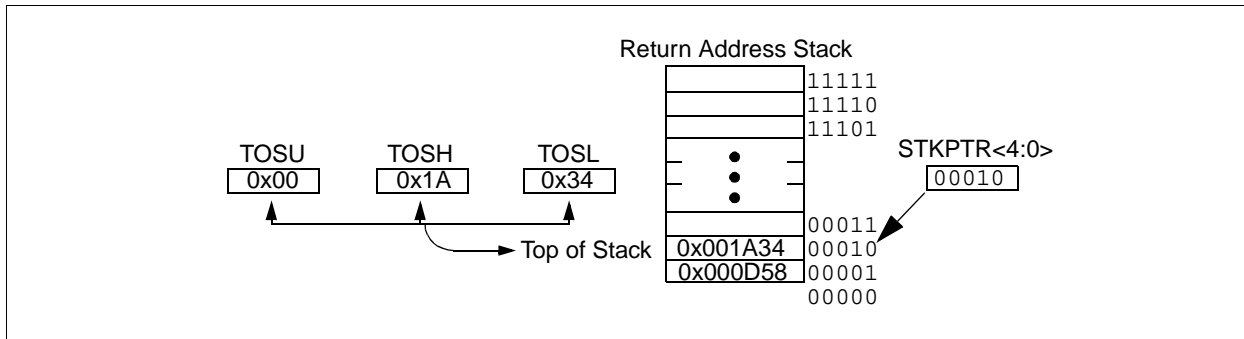 Return Address Stack
11111
11110
11101
TOSU TOSH TOSL
0x00 0x1A 0x34
STKPTR<4:0>
00010
00011
Top of Stack 0x001A34 00010
0x000D58 00001
00000